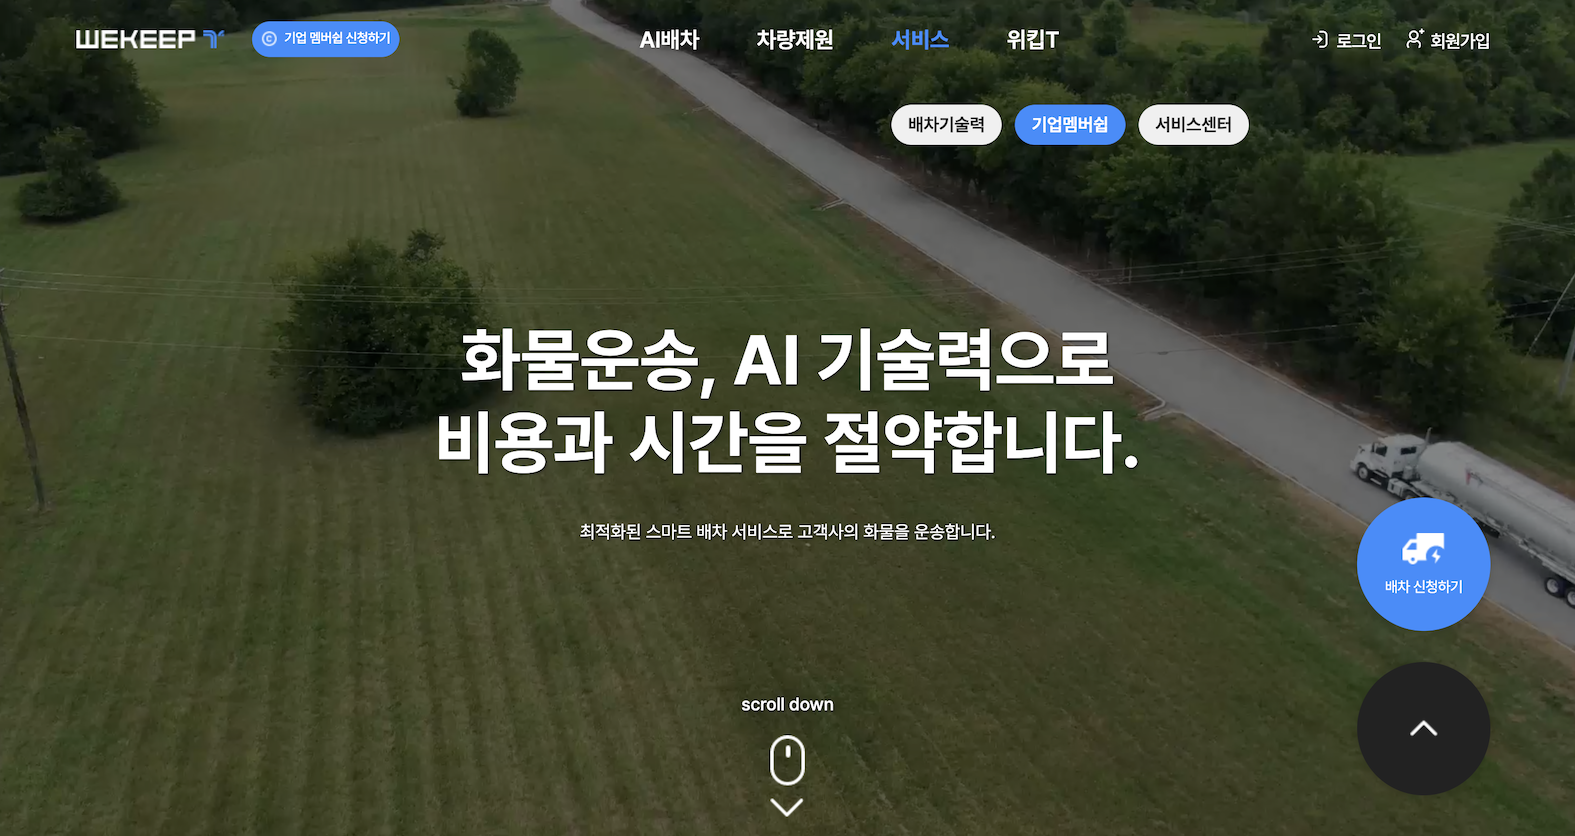 WEKEEP T
기업 멤버쉽 신청하기
AI배차
차량제원
서비스
위킵T
로그인
회원가입
배차기술력
기업멤버쉽
서비스센터
화물운송, AI 기술력으로
비용과 시간을 절약합니다.
최적화된 스마트 배차 서비스로 고객사의 화물을 운송합니다.
배차 신청하기
scroll down